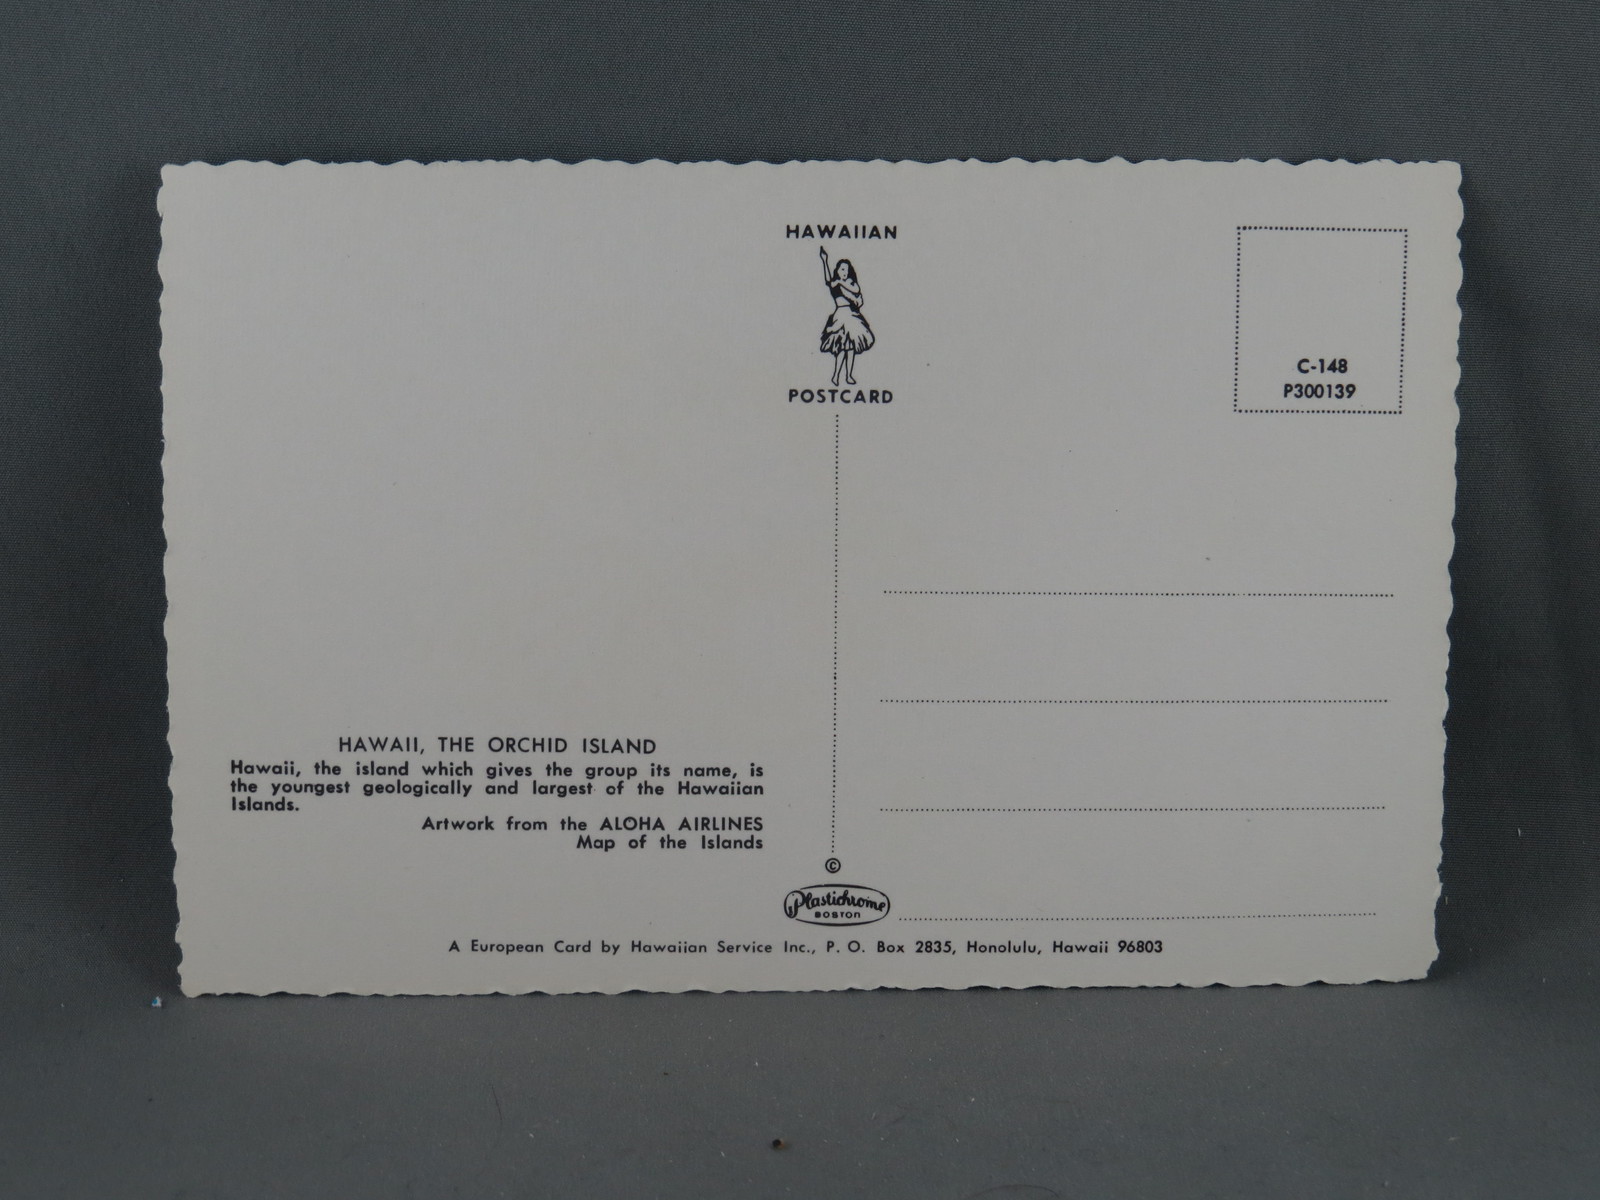 HAWAIIAN
POSTCARD
C-148
P300139
HAWAII, THE ORCHID ISLAND
Hawaii, the island which gives the group its name, is
the youngest geologically and largest of the Hawaiian
Islands.
Artwork from the ALOHA AIRLINES
Map of the Islands
©
Plastichrome
BOSTON
A European Card by Hawaiian Service Inc., P. O. Box 2835, Honolulu, Hawaii 96803